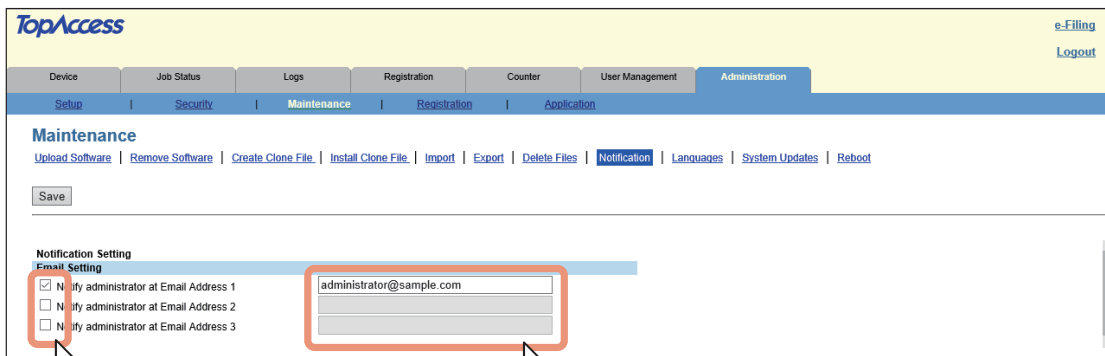 TopAccess
e-Filing
Logout
Device Job Status Logs Registration Counter User Management Administration
Setup | Security | Maintenance | Registration | Application
Maintenance
Upload Software | Remove Software | Create Clone File | Install Clone File | Import | Export | Delete Files | Notification | Languages | System Updates | Reboot
Save
Notification Setting
Email Setting
Notify administrator at Email Address 1 administrator@sample.com
Notify administrator at Email Address 2
Notify administrator at Email Address 3